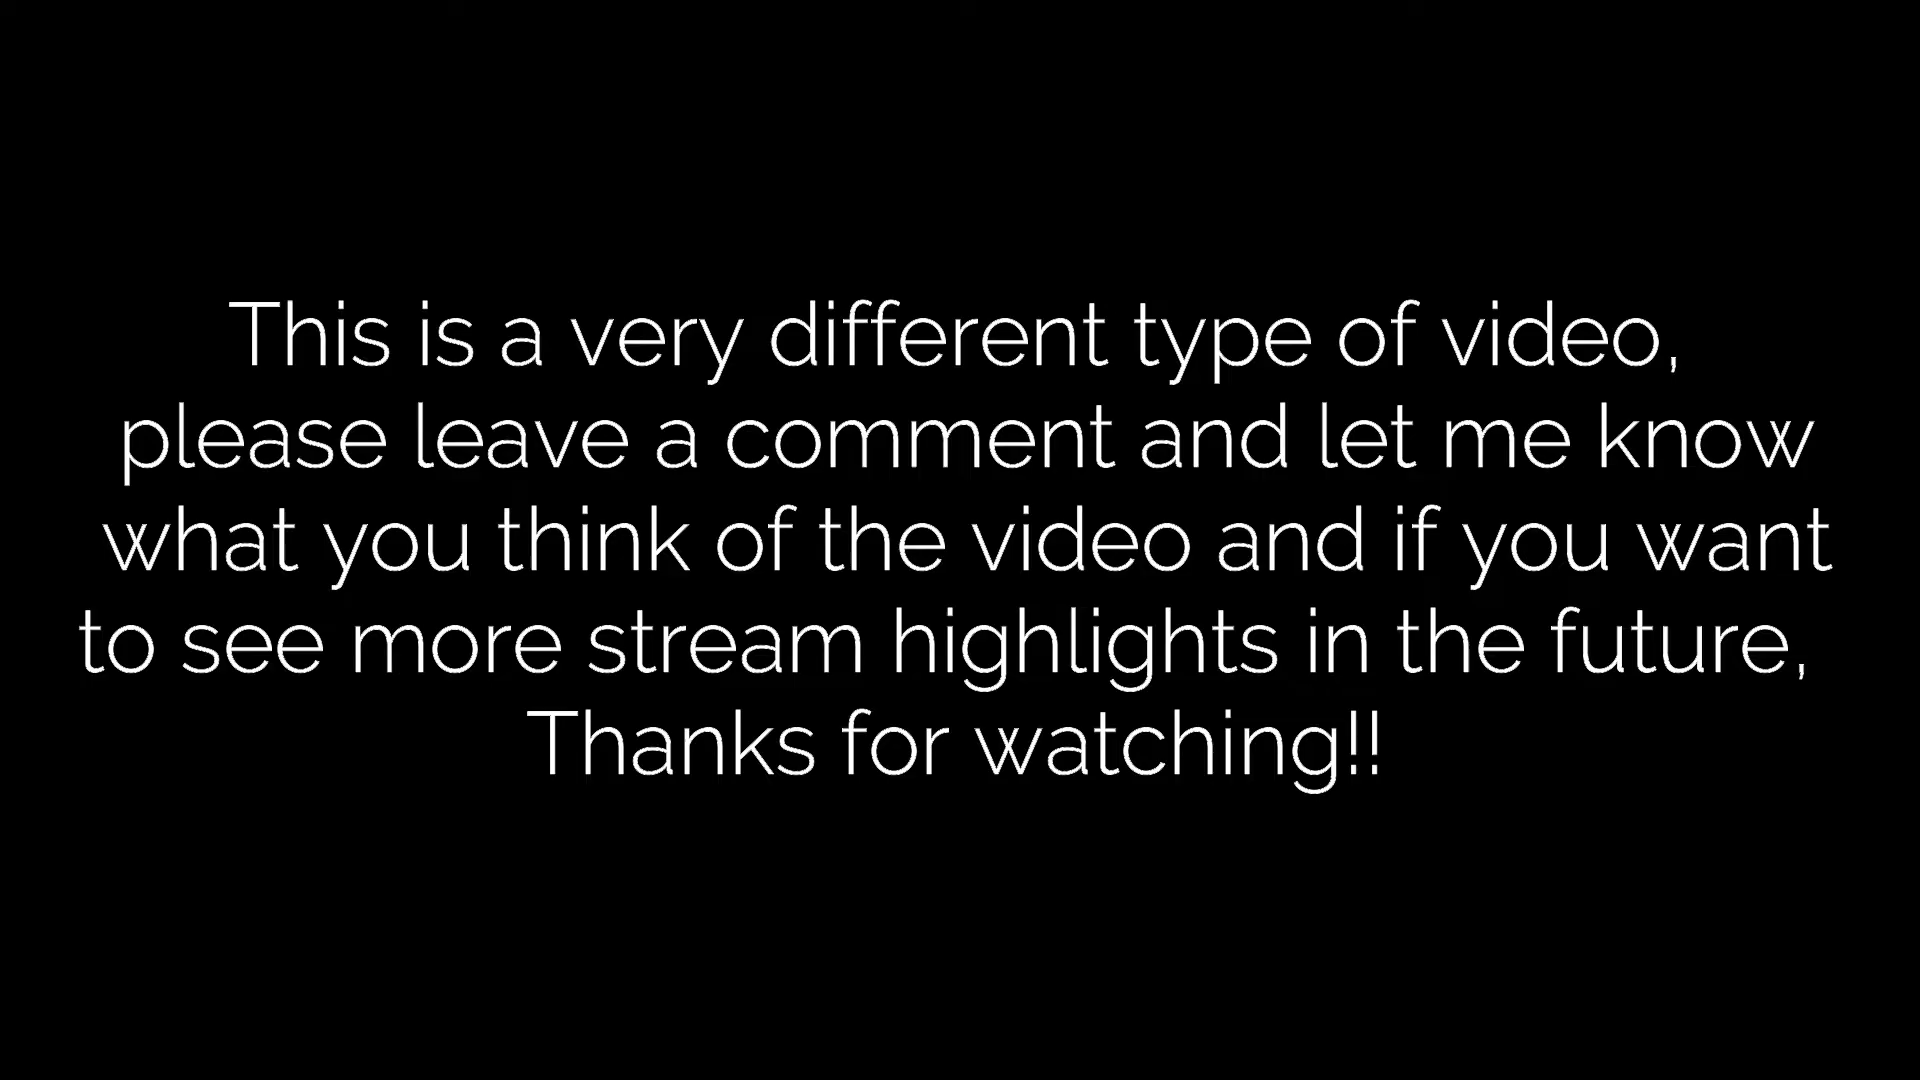 This is a very different type of video,
please leave a comment and let me know
what you think of the video and if you want
to see more stream highlights in the future,
Thanks for watching!!